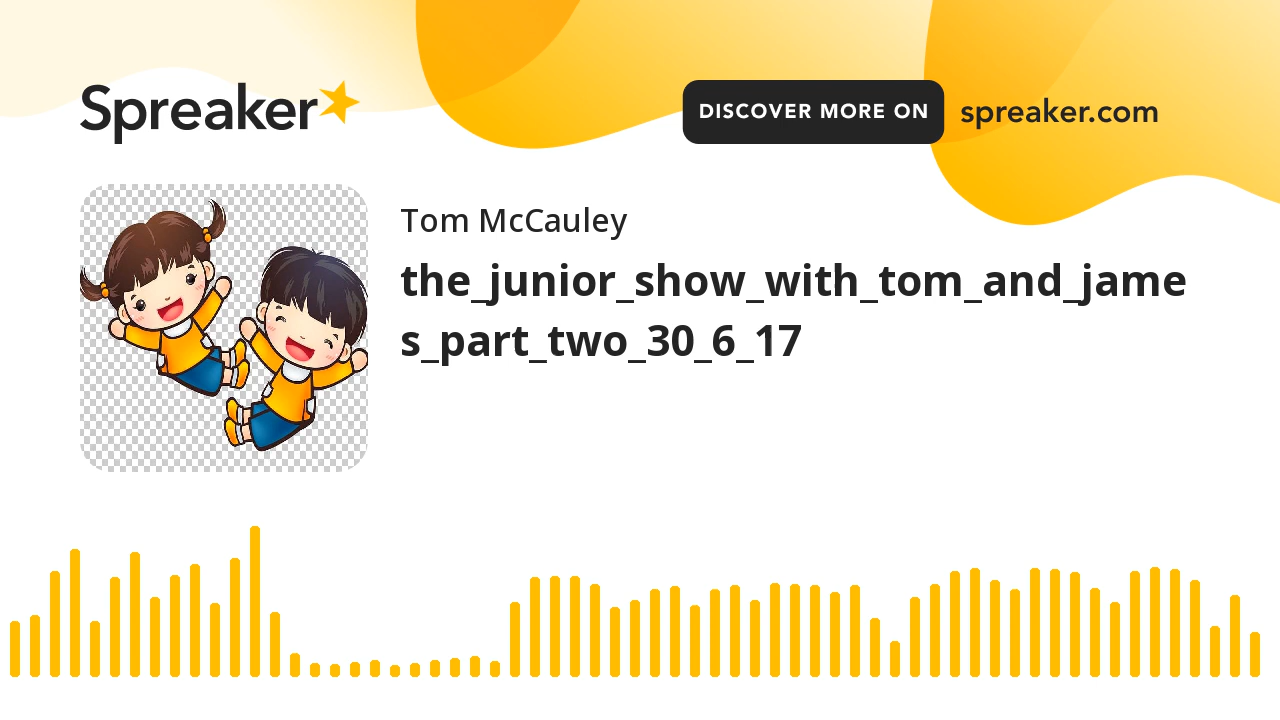 Spreaker
DISCOVER MORE ON spreaker.com
Tom McCauley
the_junior_show_with_tom_and_jame
s_part_two_30_6_17